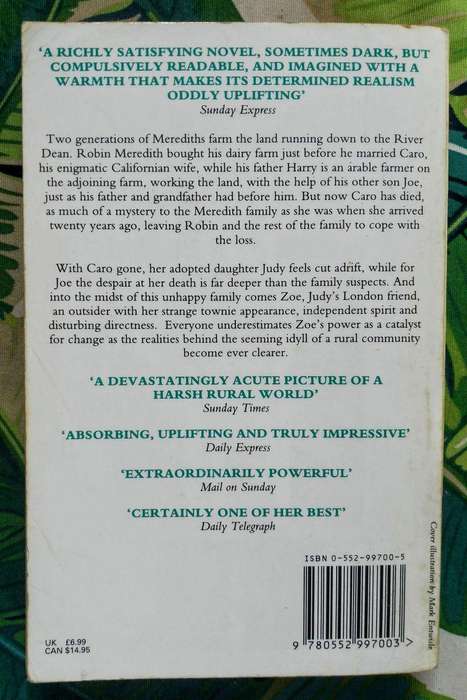 ‘A RICHLY SATISFYING NOVEL, SOMETIMES DARK, BUT
COMPULSIVELY READABLE, AND IMAGINED WITH A
WARMTH THAT MAKES ITS DETERMINED REALISM
ODDLY UPLIFTING’
Sunday Express
Two generations of Merediths farm the land running down to the River
Dean. Robin Meredith bought his dairy farm just before he married Caro,
his enigmatic Californian wife, while his father Harry is an arable farmer on
the adjoining farm, working the land, with the help of his other son Joe,
just as his father and grandfather had before him. But now Caro has died,
as much of a mystery to the Meredith family as she was when she arrived
twenty years ago, leaving Robin and the rest of the family to cope with
the loss.
With Caro gone, her adopted daughter Judy feels cut adrift, while for
Joe the despair at her death is far deeper than the family suspects. And
into the midst of this unhappy family comes Zoe, Judy’s London friend,
an outsider with her strange townie appearance, independent spirit and
disturbing directness. Everyone underestimates Zoe’s power as a catalyst
for change as the realities behind the seeming idyll of a rural community
become ever clearer.
‘A DEVASTATINGLY ACUTE PICTURE OF A
HARSH RURAL WORLD’
Sunday Times
‘ABSORBING, UPLIFTING AND TRULY IMPRESSIVE’
Daily Express
‘EXTRAORDINARILY POWERFUL’
Mail on Sunday
‘CERTAINLY ONE OF HER BEST’
Daily Telegraph
Cover illustration by Mark Entwisle
ISBN 0-552-99700-5
9 780552 997003 >
UK £6.99
CAN $14.95